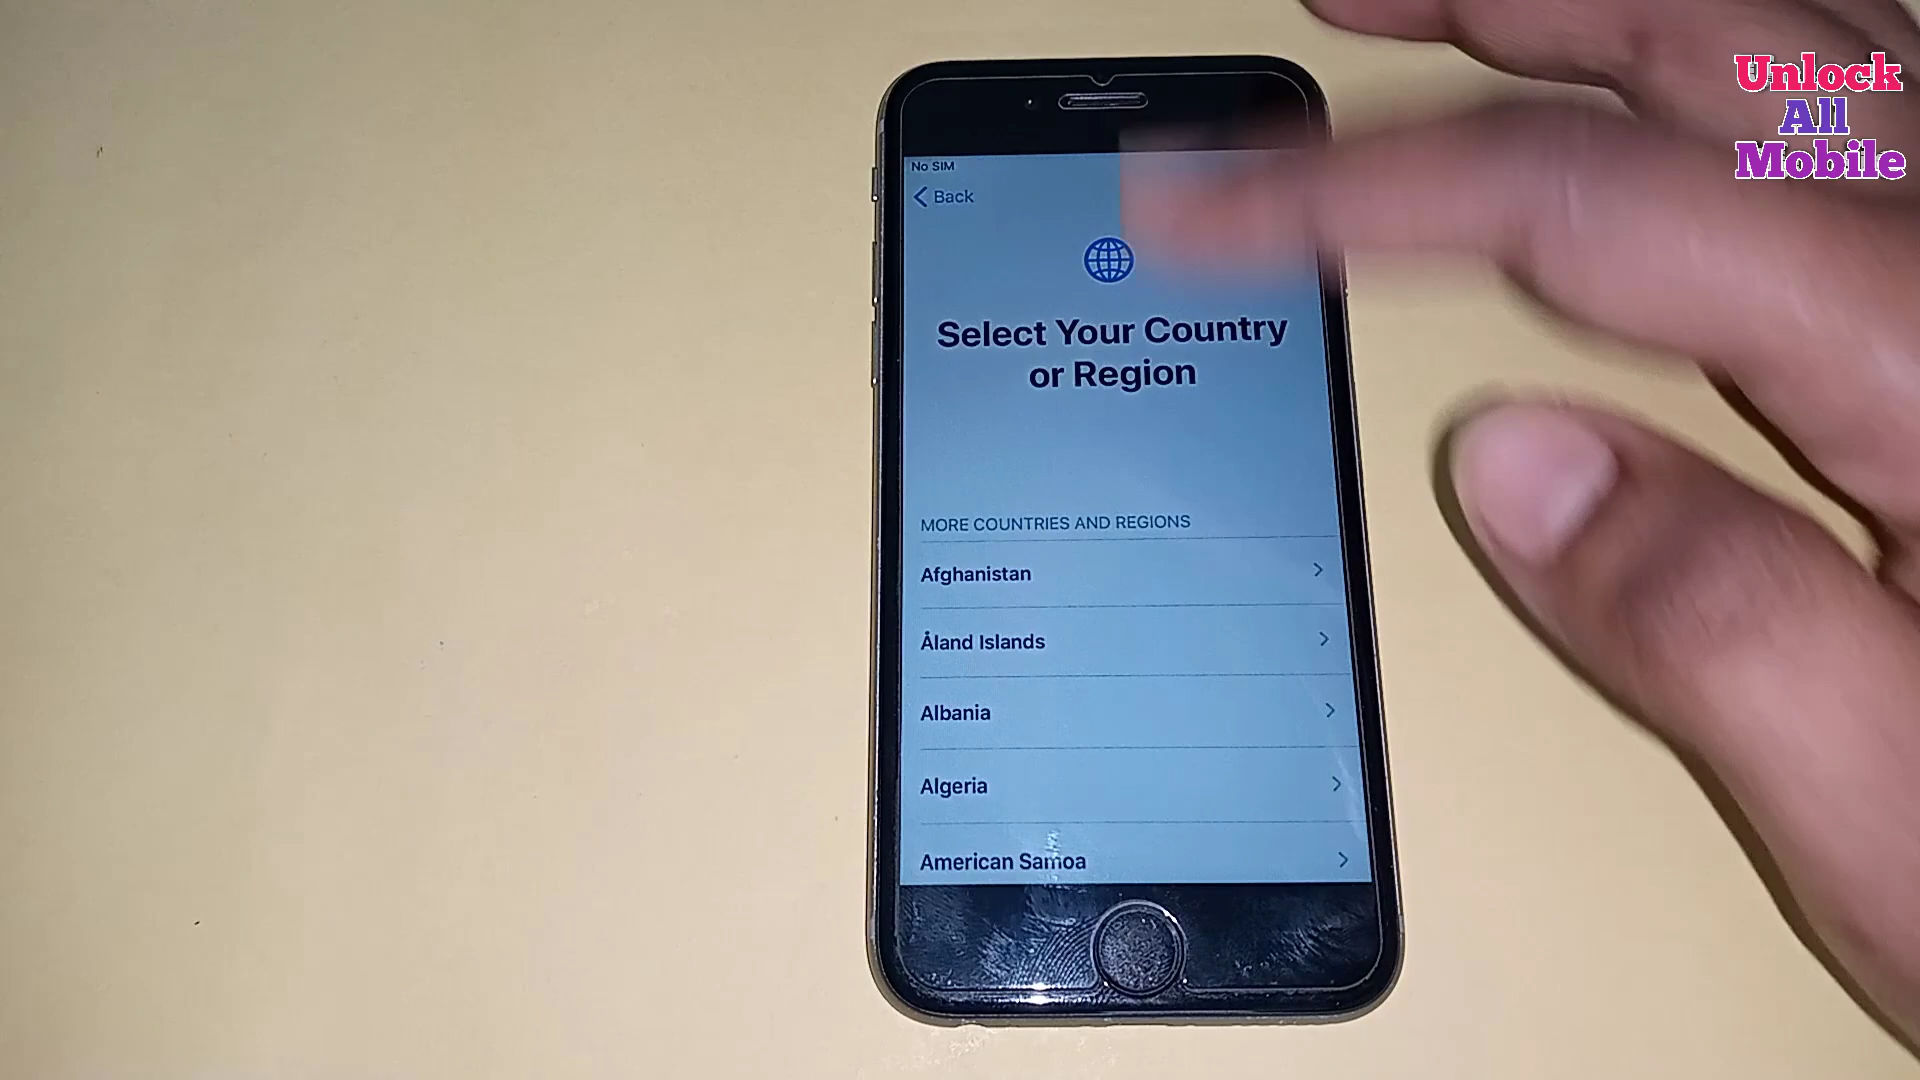 Unlock
All
Mobile
No SIM
Back
Select Your Country
or Region
MORE COUNTRIES AND REGIONS
Afghanistan
Åland Islands
Albania
Algeria
American Samoa